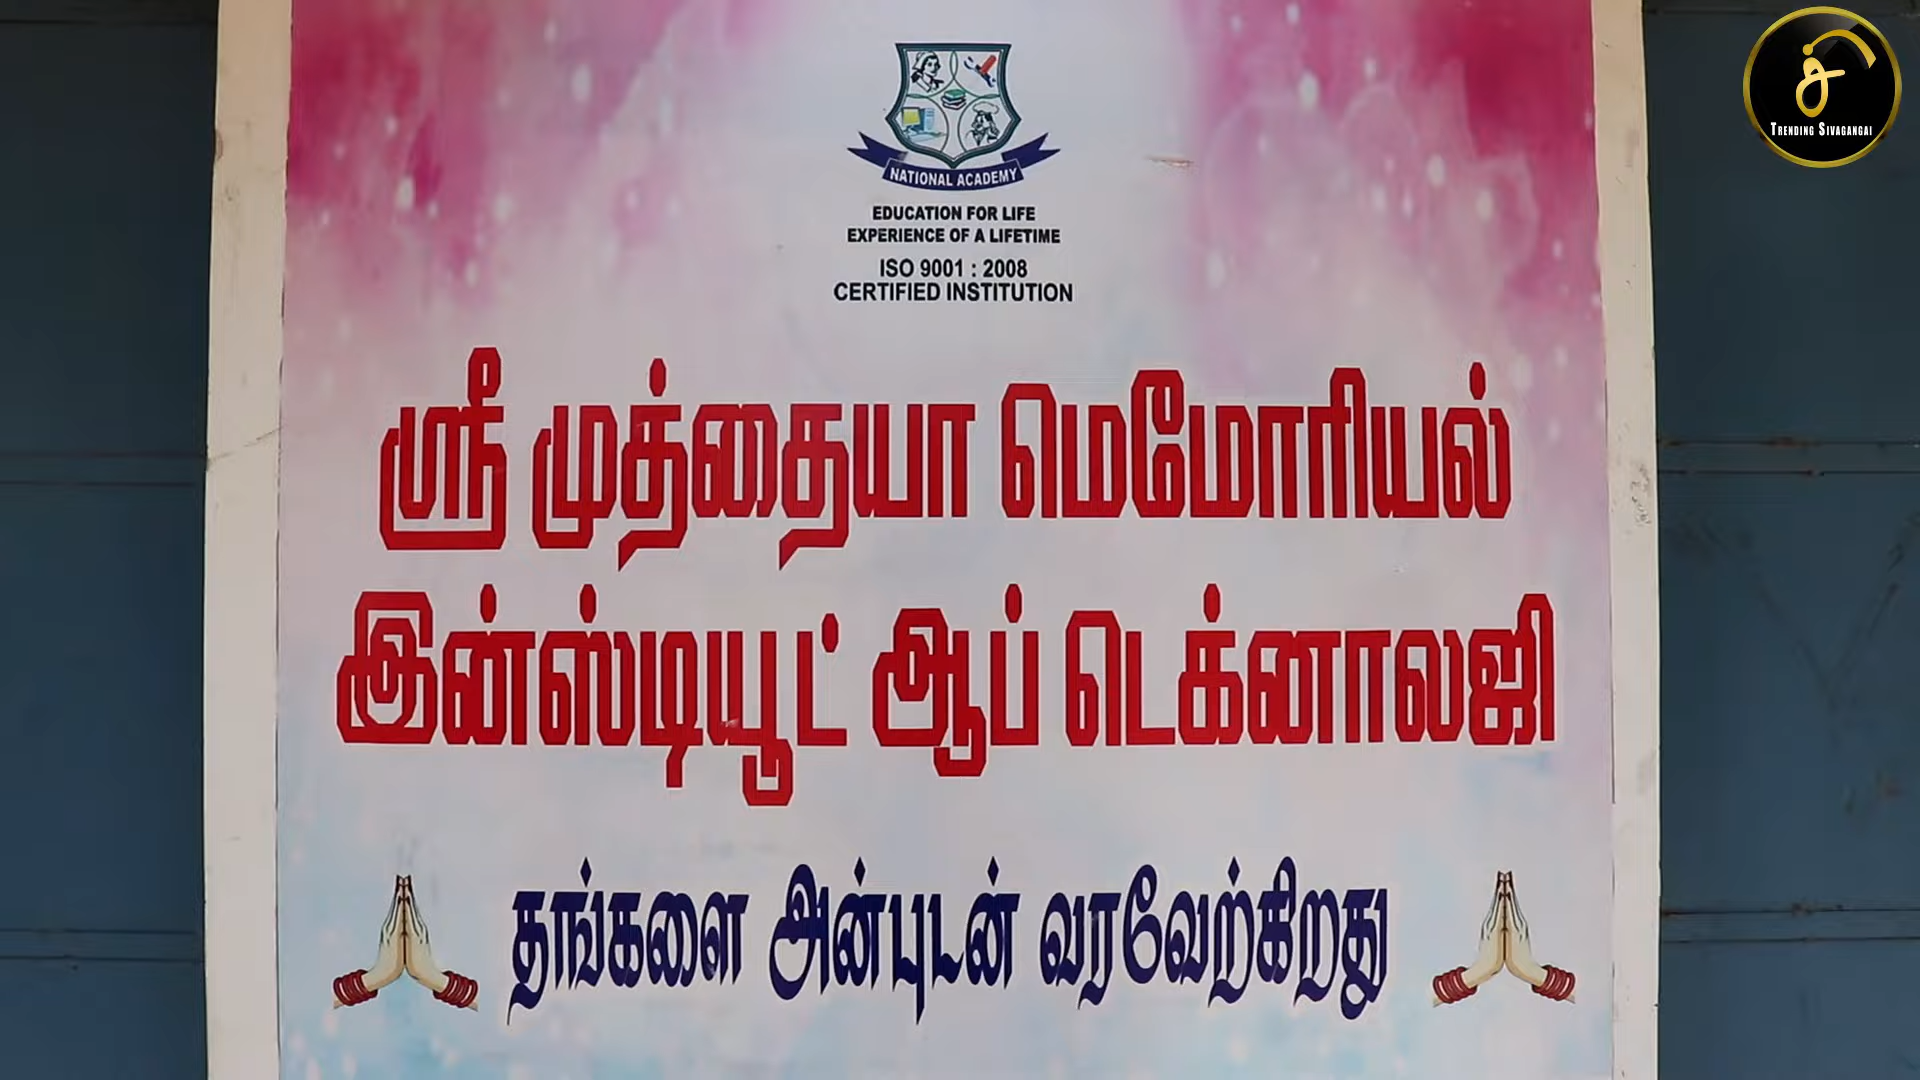 NATIONAL ACADEMY
EDUCATION FOR LIFE
EXPERIENCE OF A LIFETIME
ISO 9001 : 2008
CERTIFIED INSTITUTION
ஸ்ரீ முத்தையா மெமோரியல்
இன்ஸ்டியூட் ஆப் டெக்னாலஜி
தங்களை அன்புடன் வரவேற்கிறது
TRENDING SIVAGANGAI